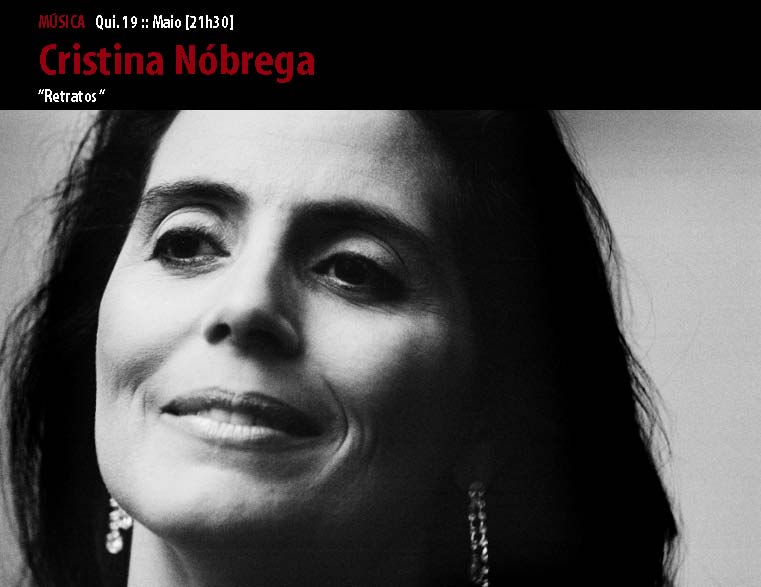 MÚSICA Qui. 19 :: Maio [21h30]
Cristina Nóbrega
“Retratos“